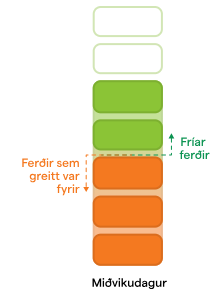 Fríar
ferðir
Ferðir sem
greitt var
fyrir
Miðvikudagur